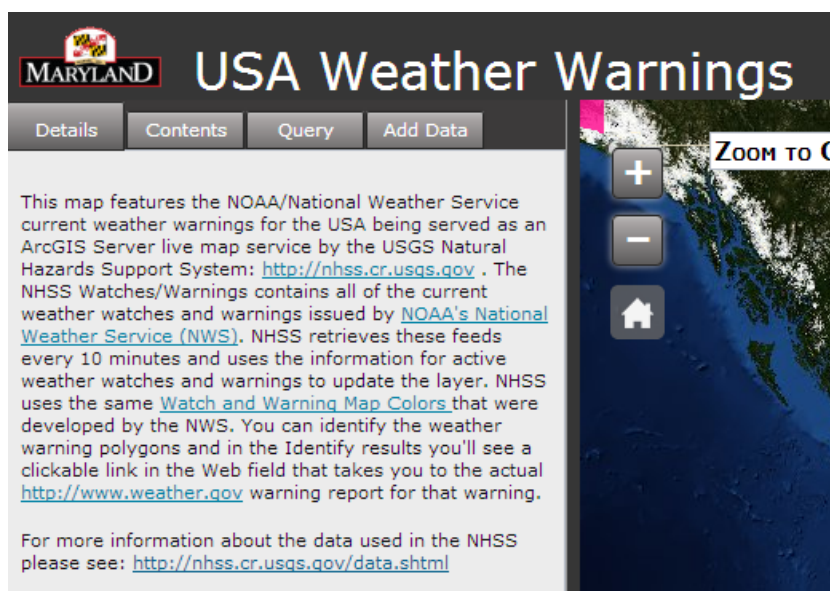 MARYLAND
USA Weather Warnings
Details
Contents
Query
Add Data
ZOOM TO
This map features the NOAA/National Weather Service
current weather warnings for the USA being served as an
ArcGIS Server live map service by the USGS Natural
Hazards Support System: http://nhss.cr.usgs.gov . The
NHSS Watches/Warnings contains all of the current
weather watches and warnings issued by NOAA's National
Weather Service (NWS). NHSS retrieves these feeds
every 10 minutes and uses the information for active
weather watches and warnings to update the layer. NHSS
uses the same Watch and Warning Map Colors that were
developed by the NWS. You can identify the weather
warning polygons and in the Identify results you'll see a
clickable link in the Web field that takes you to the actual
http://www.weather.gov warning report for that warning.
For more information about the data used in the NHSS
please see: http://nhss.cr.usgs.gov/data.shtml